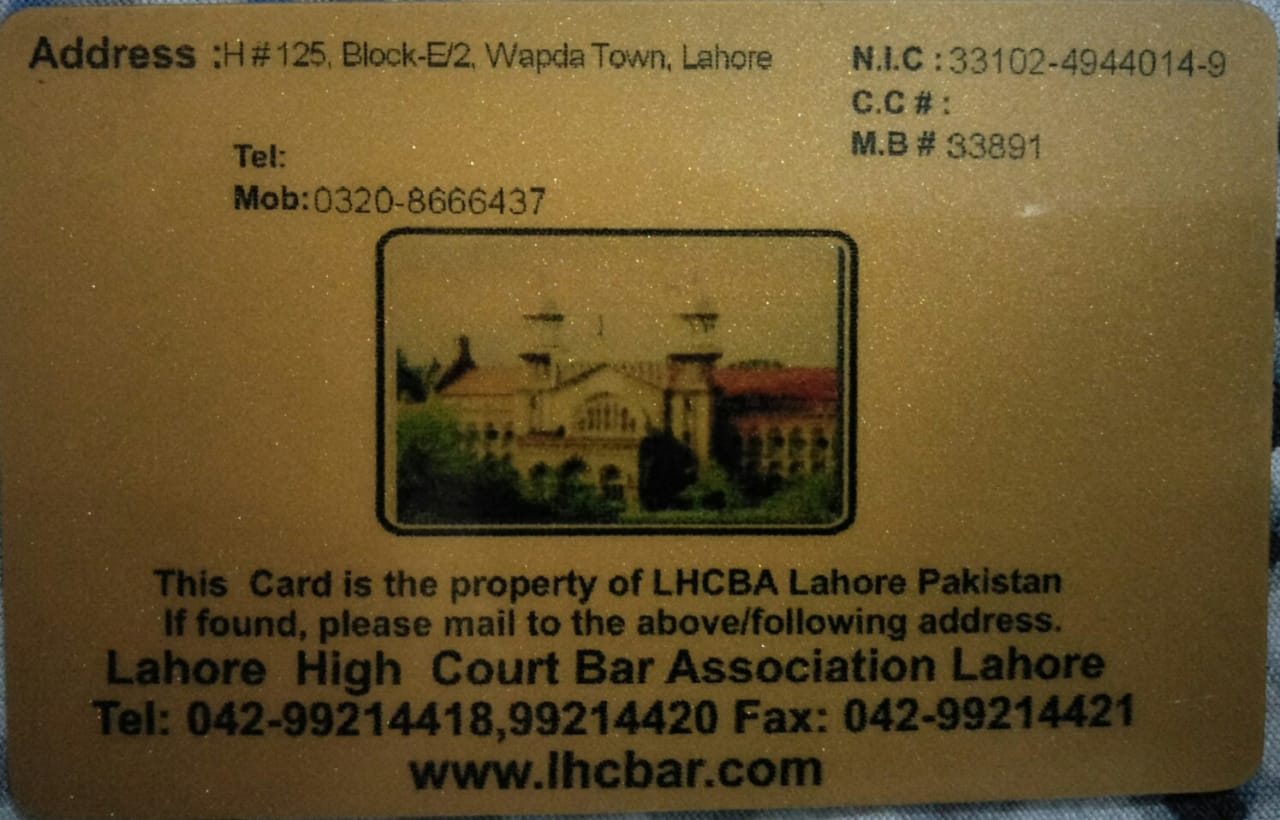 Address :H # 125, Block-E/2, Wapda Town, Lahore
N.I.C :33102-4944014-9
C.C # :
M.B # 33891
Tel:
Mob:0320-8666437
This Card is the property of LHCBA Lahore Pakistan
If found, please mail to the above/following address.
Lahore High Court Bar Association Lahore
Tel: 042-99214418,99214420 Fax: 042-99214421
www.lhcbar.com